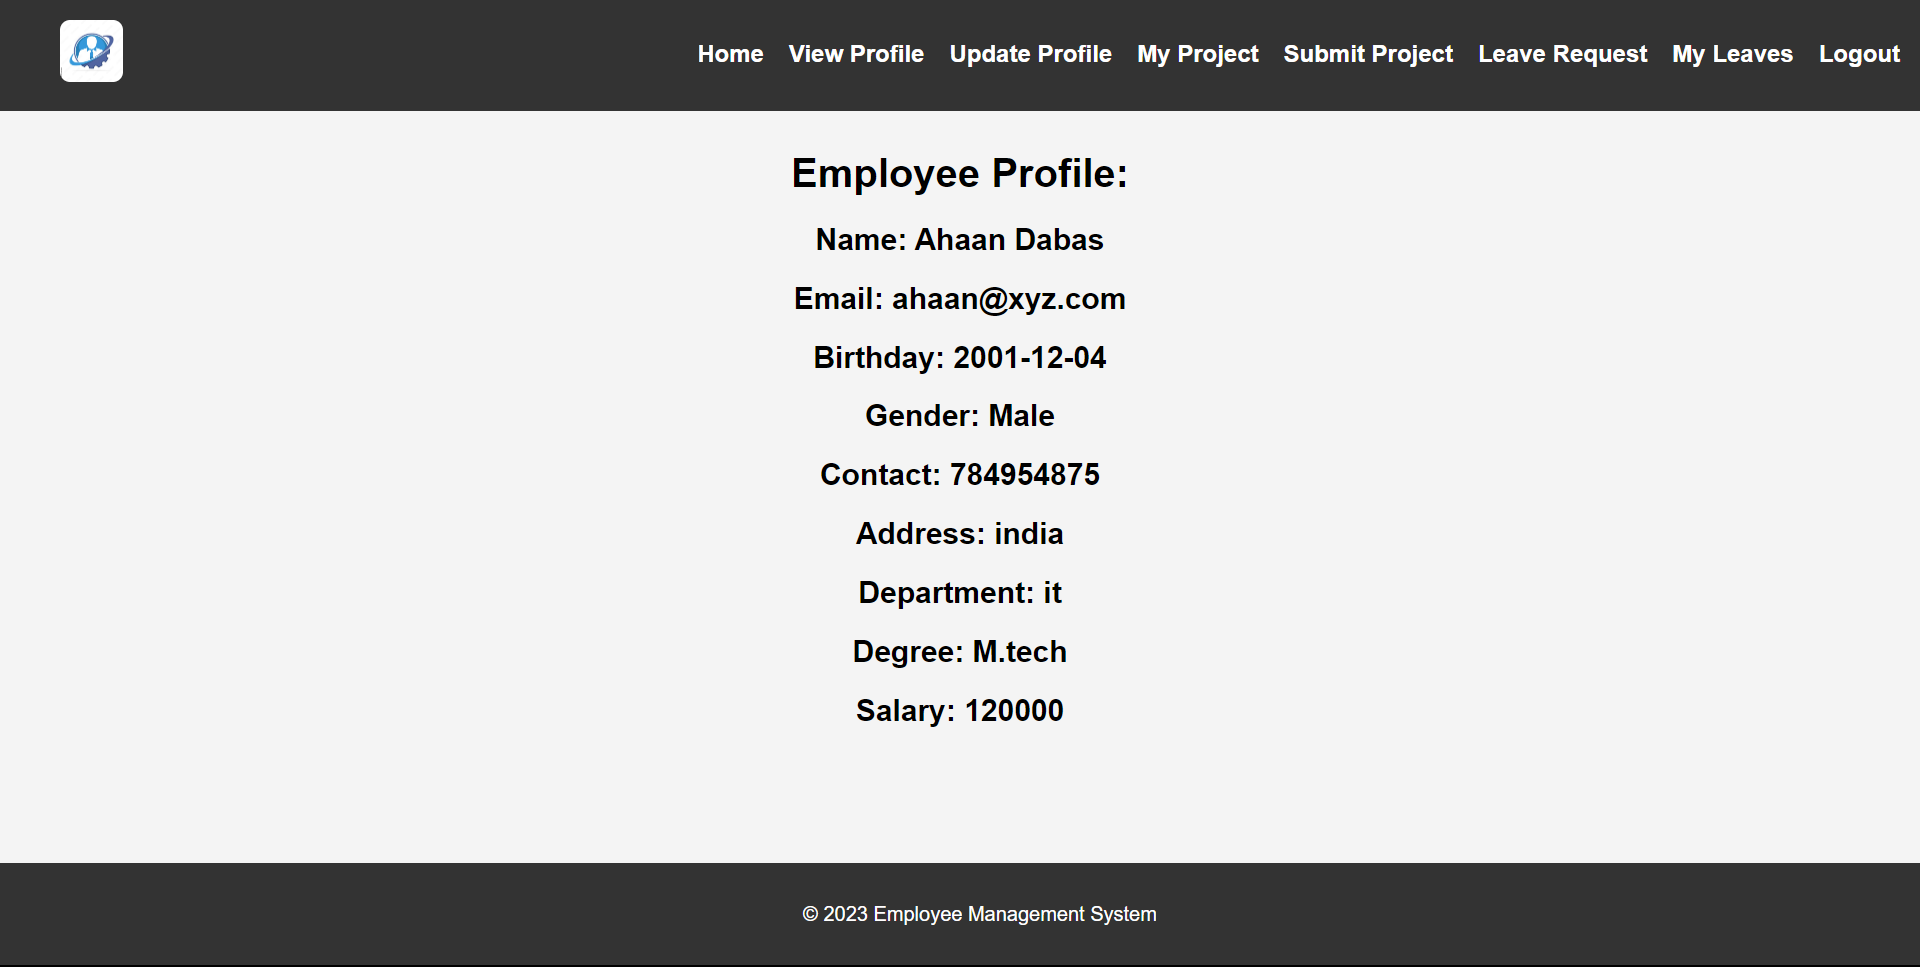 Home View Profile Update Profile My Project Submit Project Leave Request My Leaves Logout
Employee Profile:
Name: Ahaan Dabas
Email: ahaan@xyz.com
Birthday: 2001-12-04
Gender: Male
Contact: 784954875
Address: india
Department: it
Degree: M.tech
Salary: 120000
© 2023 Employee Management System